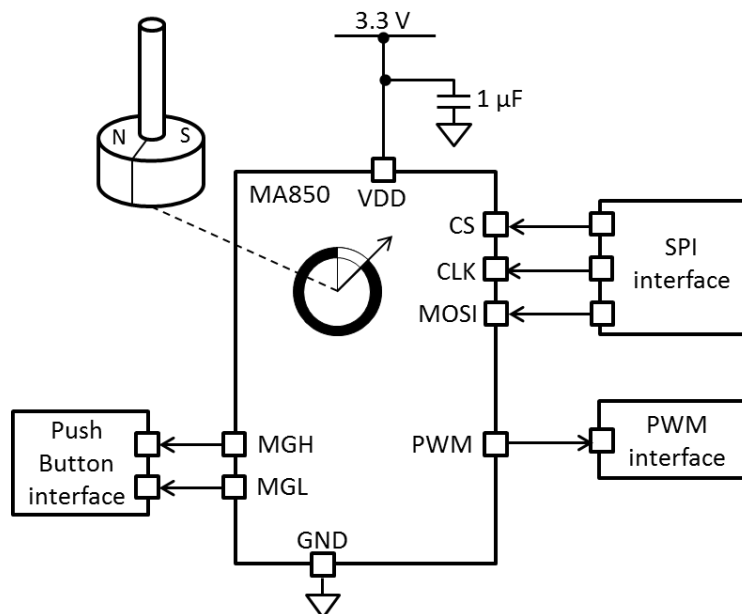 3.3 V
1 µF
N
S
MA850
VDD
CS
CLK
MOSI
SPI
interface
Push
Button
interface
MGH
MGL
PWM
PWM
interface
GND